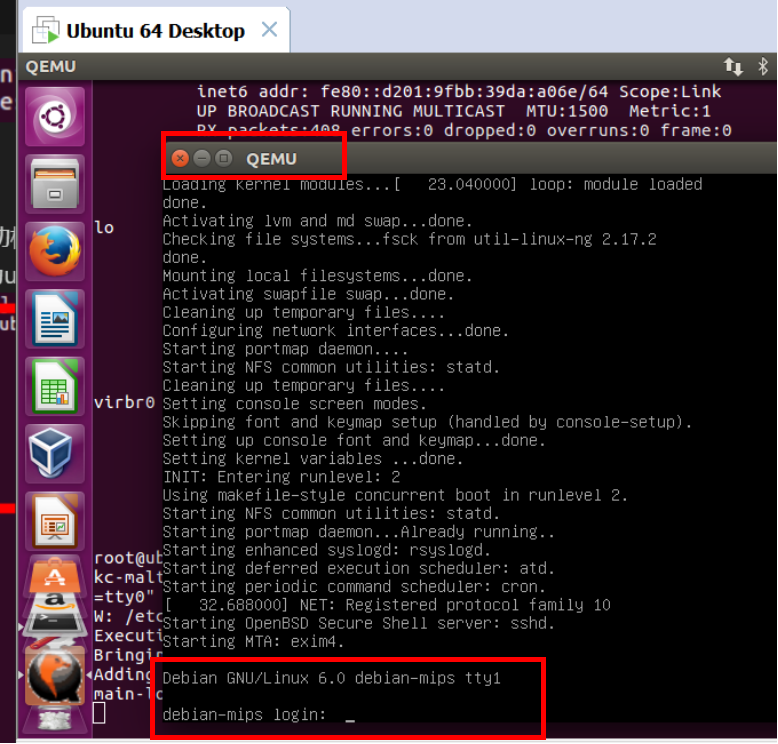 Ubuntu 64 Desktop
QEMU
inet6 addr: fe80::d201:9fbb:39da:a06e/64 Scope:Link
UP BROADCAST RUNNING MULTICAST  MTU:1500  Metric:1
RX packets:408 errors:0 dropped:0 overruns:0 frame:0
QEMU
Loading kernel modules...[   23.040000] loop: module loaded
done.
Activating lvm and md swap...done.
Checking file systems...fsck from util-linux-ng 2.17.2
done.
Mounting local filesystems...done.
Activating swapfile swap...done.
Cleaning up temporary files....
Configuring network interfaces...done.
Starting portmap daemon....
Starting NFS common utilities: statd.
Cleaning up temporary files....
Setting console screen modes.
Skipping font and keymap setup (handled by console-setup).
Setting up console font and keymap...done.
Setting kernel variables ...done.
INIT: Entering runlevel: 2
Using makefile-style concurrent boot in runlevel 2.
Starting NFS common utilities: statd.
Starting portmap daemon...Already running..
Starting enhanced syslogd: rsyslogd.
Starting deferred execution scheduler: atd.
Starting periodic command scheduler: cron.
[   32.688000] NET: Registered protocol family 10
Starting OpenBSD Secure Shell server: sshd.
Starting MTA: exim4.
Debian GNU/Linux 6.0 debian-mips tty1
debian-mips login: _
lo
virbr0
root@ub
kc-malt
=tty0"
W: /etc
Executi
Bringin
Adding
main-lo